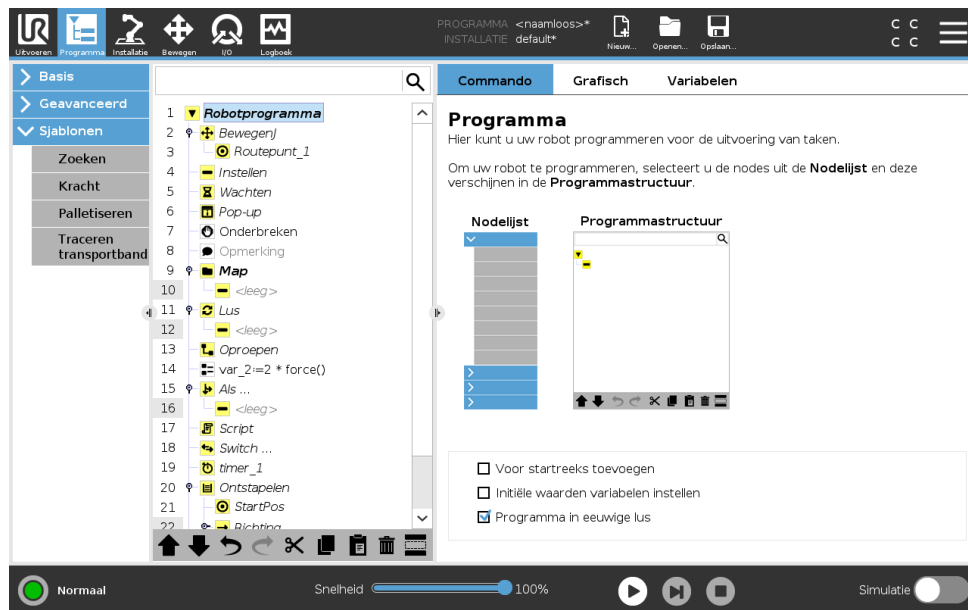 Uitvoeren Programma Installatie Bewegen I/O Logboek
PROGRAMMA <naamloos>*
INSTALLATIE default*
Nieuw... Openen... Opslaan...
C C
C C
Basis
Geavanceerd
Sjablonen
Zoeken
Kracht
Palletiseren
Traceren
transportband
1 Robotprogramma
2 BewegenJ
3 Routepunt_1
4 Instellen
5 Wachten
6 Pop-up
7 Onderbreken
8 Opmerking
9 Map
10 <leeg>
11 Lus
12 <leeg>
13 Oproepen
14 var_2:=2 * force()
15 Als ...
16 <leeg>
17 Script
18 Switch ...
19 timer_1
20 Ontstapelen
21 StartPos
22 Richting
Commando Grafisch Variabelen
Programma
Hier kunt u uw robot programmeren voor de uitvoering van taken.
Om uw robot te programmeren, selecteert u de nodes uit de Nodelijst en deze
verschijnen in de Programmastructuur.
Nodelijst Programmastructuur
Voor startreeks toevoegen
Initiële waarden variabelen instellen
Programma in eeuwige lus
Normaal
Snelheid 100%
Simulatie